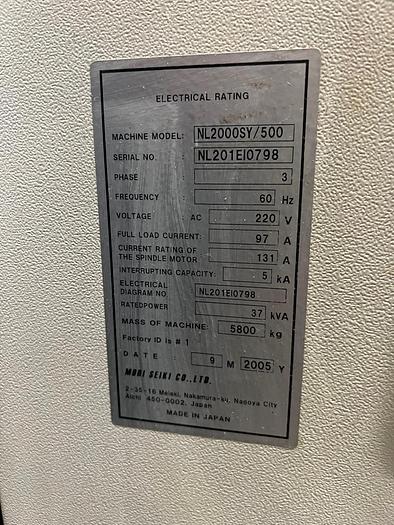 ELECTRICAL RATING
MACHINE MODEL: NL2000SY/500
SERIAL NO. : NL201EI0798
PHASE : 3
FREQUENCY : 60 Hz
VOLTAGE : AC 220 V
FULL LOAD CURRENT: 97 A
CURRENT RATING OF
THE SPINDLE MOTOR : 131 A
INTERRUPTING CAPACITY: 5 kA
ELECTRICAL
DIAGRAM NO NL201EI0798
RATEDPOWER 37 kVA
MASS OF MACHINE: 5800 kg
Factory ID is # 1
DATE 9 M 2005 Y
MORI SEIKI CO.,LTD.
2-35-16 Meieki, Nakamura-ku, Nagoya City
Aichi 450-0002, Japan
MADE IN JAPAN